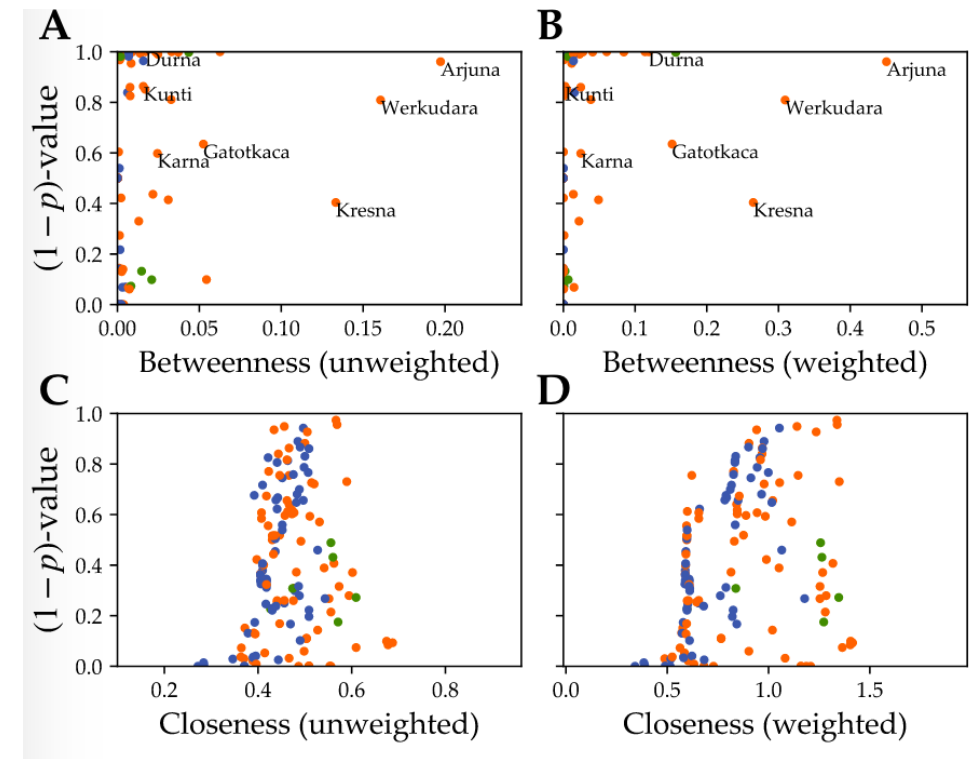 A
B
(1 − p)-value
1.0
0.8
0.6
0.4
0.2
0.0
Durna
Arjuna
Kunti
Werkudara
Karna
Gatotkaca
Kresna
0.00 0.05 0.10 0.15 0.20
Betweenness (unweighted)
Durna
Arjuna
Kunti
Werkudara
Karna
Gatotkaca
Kresna
0.0 0.1 0.2 0.3 0.4 0.5
Betweenness (weighted)
C
D
(1 − p)-value
1.0
0.8
0.6
0.4
0.2
0.0
0.2 0.4 0.6 0.8
Closeness (unweighted)
0.0 0.5 1.0 1.5
Closeness (weighted)